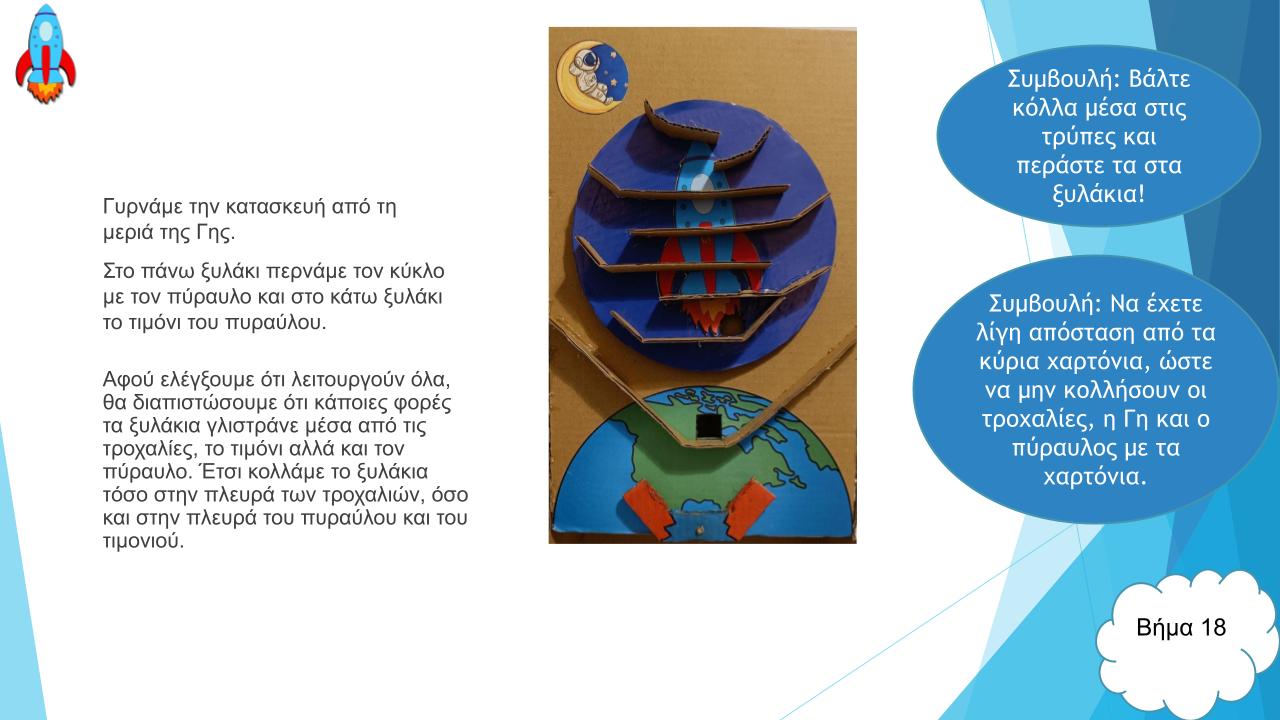 Γυρνάμε την κατασκευή από τη
μεριά της Γης.
Στο πάνω ξυλάκι περνάμε τον κύκλο
με τον πύραυλο και στο κάτω ξυλάκι
το τιμόνι του πυραύλου.
Αφού ελέγξουμε ότι λειτουργούν όλα,
θα διαπιστώσουμε ότι κάποιες φορές
τα ξυλάκια γλιστράνε μέσα από τις
τροχαλίες, το τιμόνι αλλά και τον
πύραυλο. Έτσι κολλάμε το ξυλάκια
τόσο στην πλευρά των τροχαλιών, όσο
και στην πλευρά του πυραύλου και του
τιμονιού.
Συμβουλή: Βάλτε
κόλλα μέσα στις
τρύπες και
περάστε τα στα
ξυλάκια!
Συμβουλή: Να έχετε
λίγη απόσταση από τα
κύρια χαρτόνια, ώστε
να μην κολλήσουν οι
τροχαλίες, η Γη και ο
πύραυλος με τα
χαρτόνια.
Βήμα 18